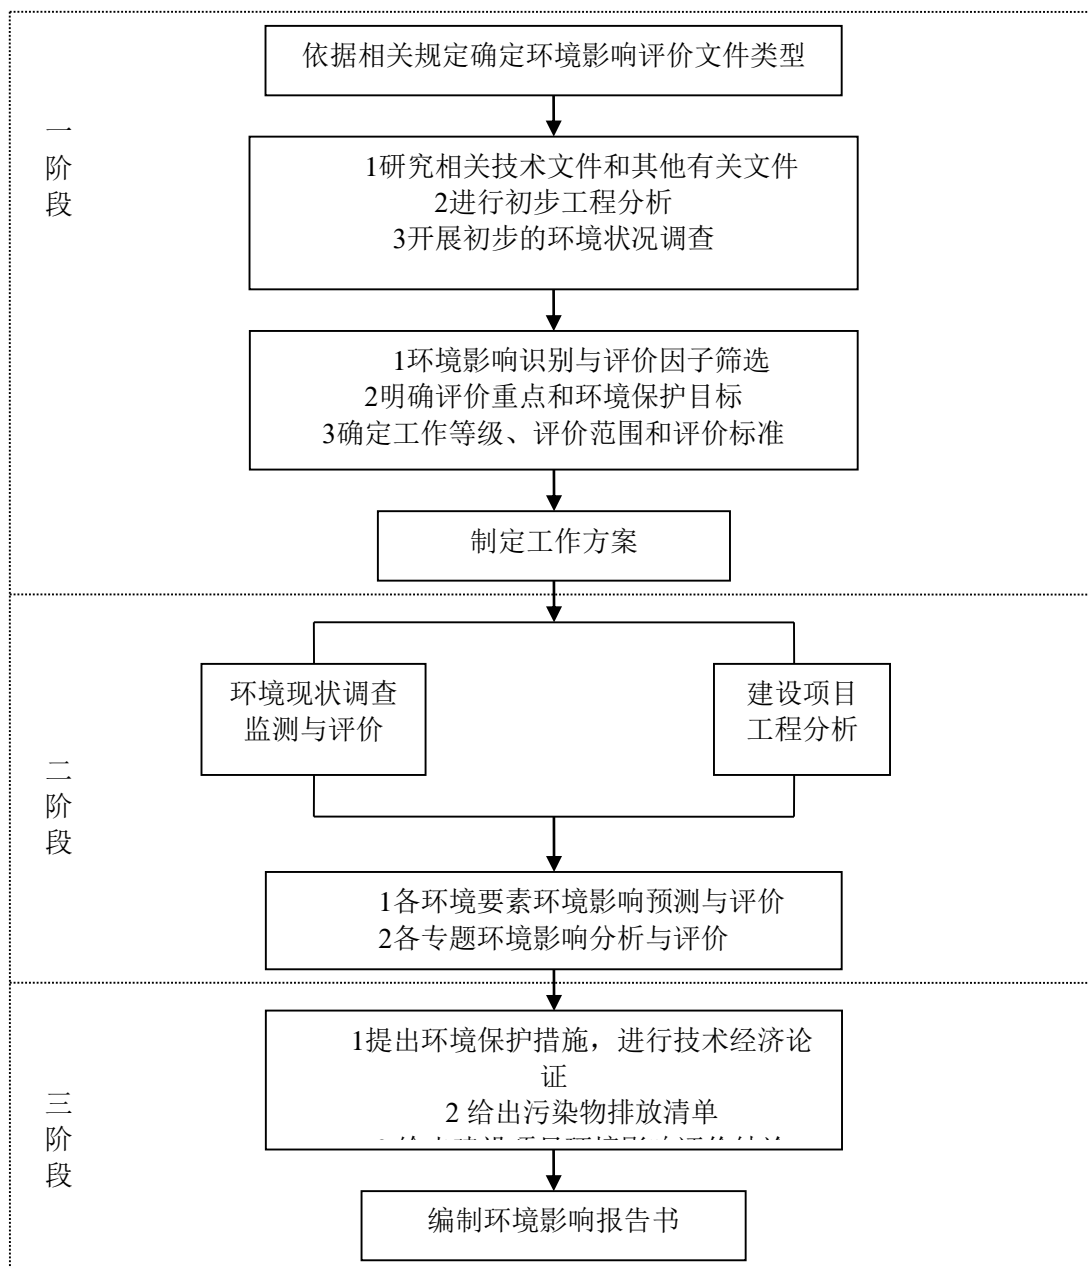 依据相关规定确定环境影响评价文件类型
一
阶
段
1研究相关技术文件和其他有关文件
2进行初步工程分析
3开展初步的环境状况调查
1环境影响识别与评价因子筛选
2明确评价重点和环境保护目标
3确定工作等级、评价范围和评价标准
制定工作方案
二
阶
段
环境现状调查
监测与评价
建设项目
工程分析
1各环境要素环境影响预测与评价
2各专题环境影响分析与评价
三
阶
段
1提出环境保护措施，进行技术经济论
证
2 给出污染物排放清单
编制环境影响报告书